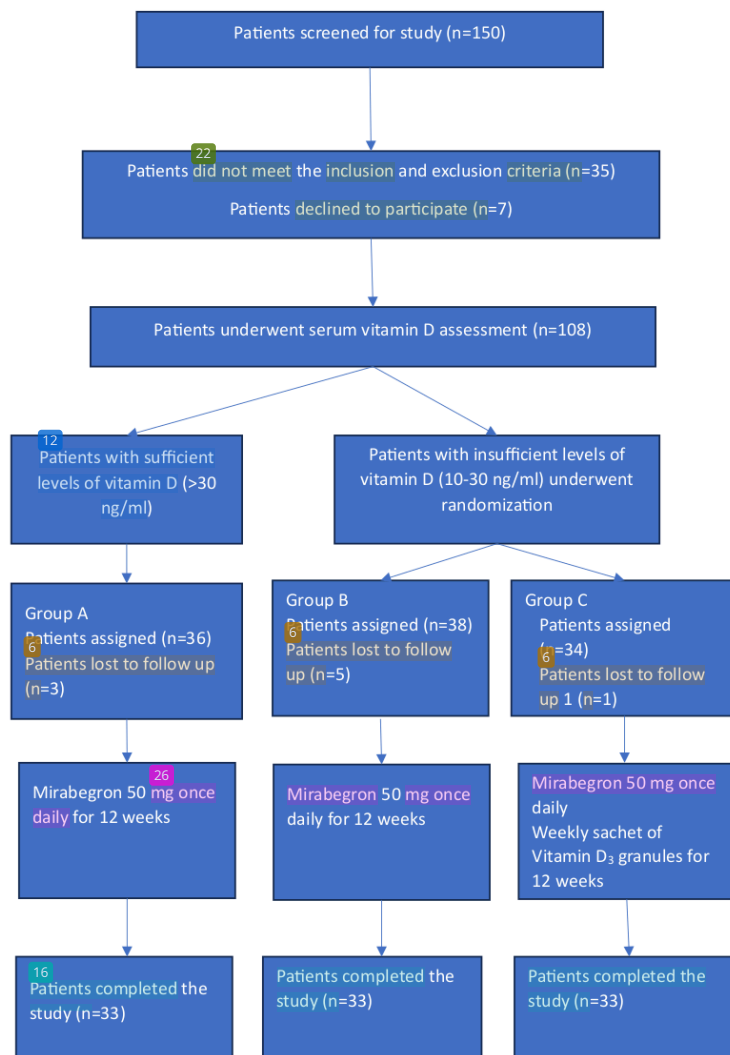 Patients screened for study (n=150)
22
Patients did not meet the inclusion and exclusion criteria (n=35)
Patients declined to participate (n=7)
Patients underwent serum vitamin D assessment (n=108)
12
Patients with sufficient
levels of vitamin D (>30
ng/ml)
Patients with insufficient levels of
vitamin D (10-30 ng/ml) underwent
randomization
Group A
Patients assigned (n=36)
6
Patients lost to follow up
(n=3)
Group B
Patients assigned (n=38)
6
Patients lost to follow
up (n=5)
Group C
Patients assigned
(n=34)
6
Patients lost to follow
up 1 (n=1)
26
Mirabegron 50 mg once
daily for 12 weeks
Mirabegron 50 mg once
daily for 12 weeks
Mirabegron 50 mg once
daily
Weekly sachet of
Vitamin D₃ granules for
12 weeks
16
Patients completed the
study (n=33)
Patients completed the
study (n=33)
Patients completed the
study (n=33)